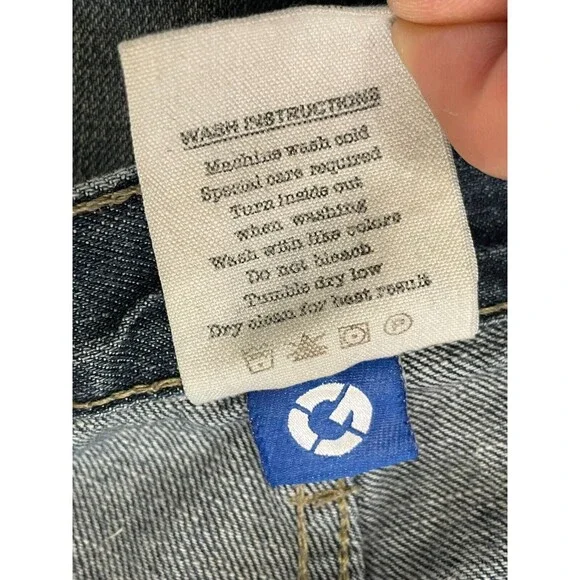 WASH INSTRUCTIONS
Machine wash cold
Special care required
Turn inside out
when washing
Wash with like colors
Do not bleach
Tumble dry low
Dry clean for best result
P